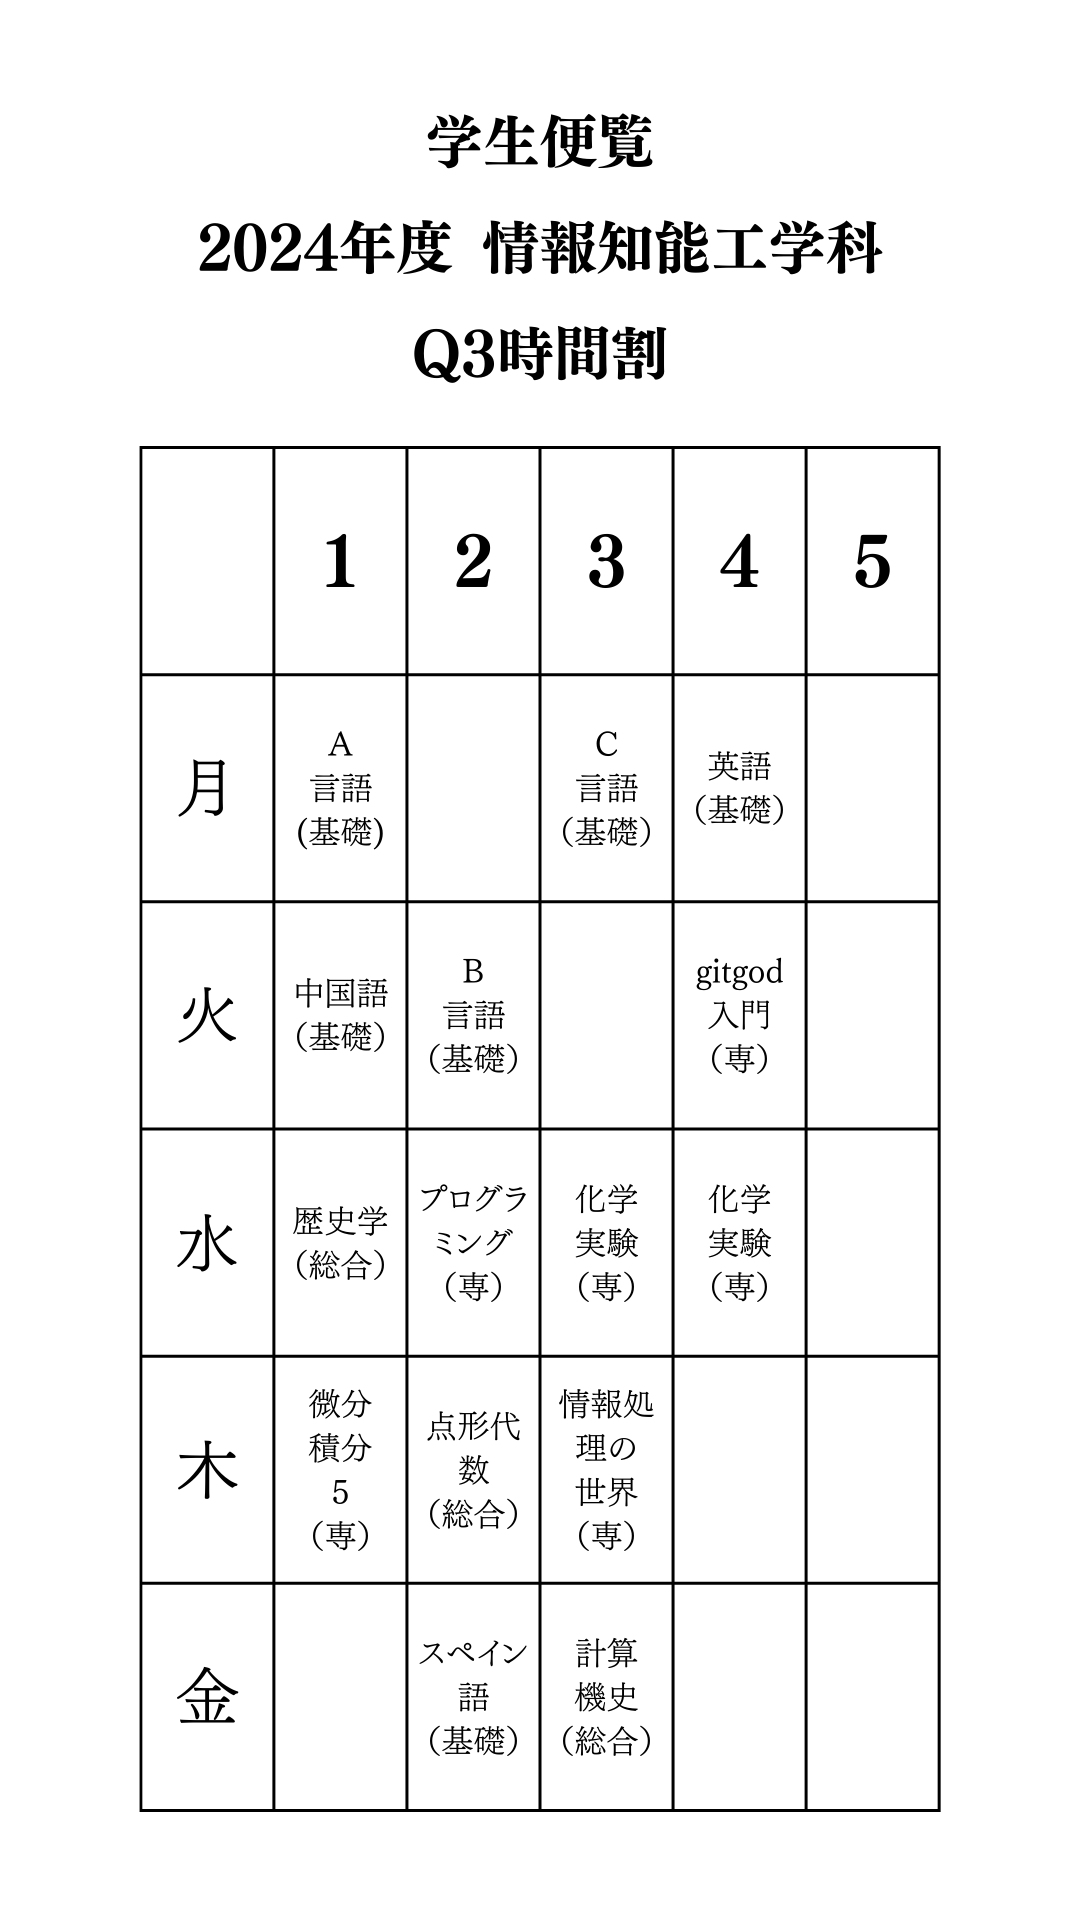 学生便覧
2024年度 情報知能工学科
Q3時間割
1 2 3 4 5
月
A
言語
(基礎)
C
言語
（基礎）
英語
（基礎）
火
中国語
（基礎）
B
言語
（基礎）
gitgod
入門
（専）
水
歴史学
（総合）
プログラ
ミング
（専）
化学
実験
（専）
化学
実験
（専）
木
微分
積分
5
（専）
点形代
数
（総合）
情報処
理の
世界
（専）
金
スペイン
語
（基礎）
計算
機史
（総合）